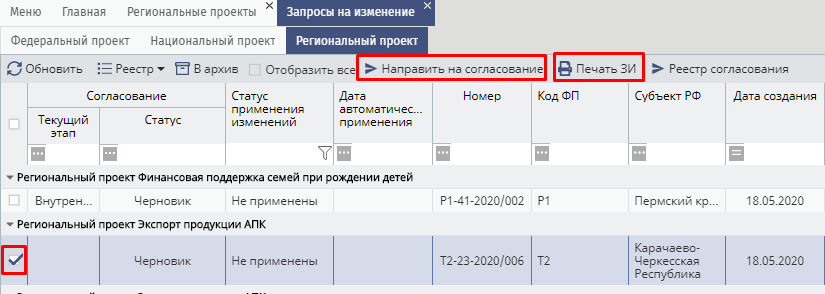 Меню Главная Региональные проекты × Запросы на изменение ×
Федеральный проект Национальный проект Региональный проект
Обновить Реестр В архив Отобразить все Направить на согласование Печать ЗИ Реестр согласования
Согласование
Текущий этап
Статус
Статус применения изменений
Дата автоматичес... применения
Номер
Код ФП
Субъект РФ
Дата создания
Региональный проект Финансовая поддержка семей при рождении детей
Внутрен... Черновик Не применены P1-41-2020/002 P1 Пермский кр... 18.05.2020
Региональный проект Экспорт продукции АПК
Черновик Не применены T2-23-2020/006 T2 Карачаево-Черкесская Республика 18.05.2020